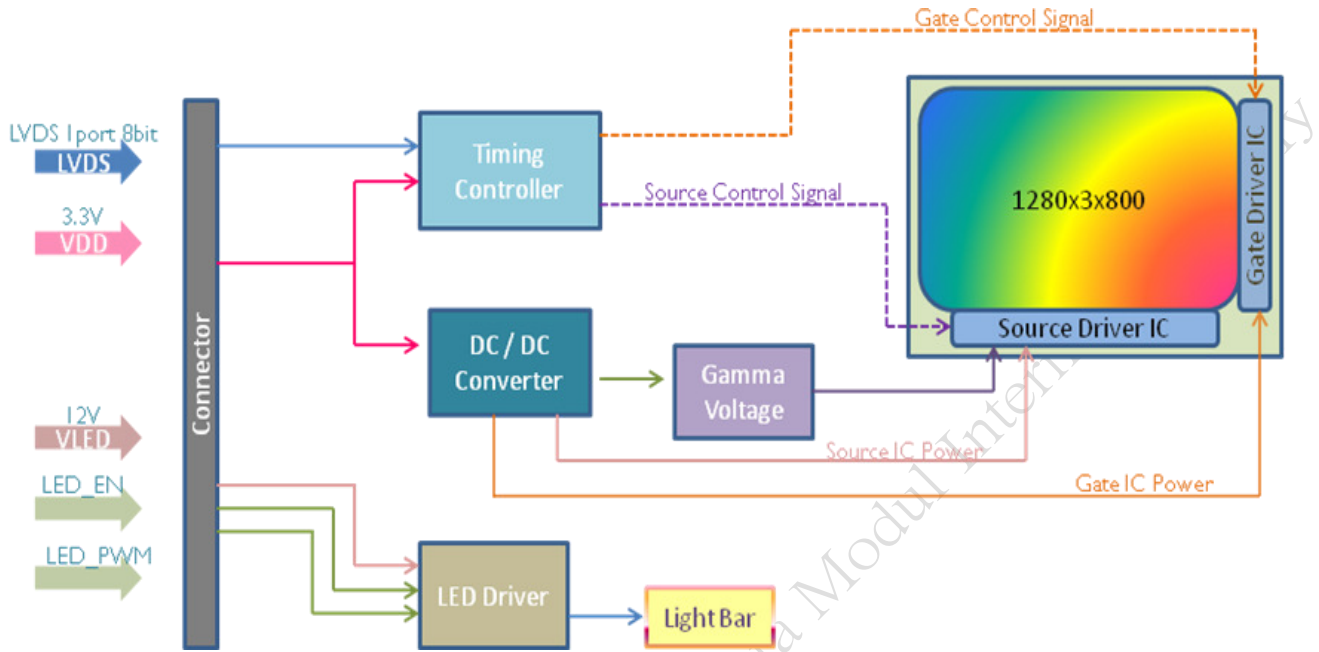 Gate Control Signal
LVDS 1port 8bit
LVDS
Timing
Controller
Source Control Signal
1280x3x800
Gate Driver IC
3.3V
VDD
Source Driver IC
Connector
DC / DC
Converter
Gamma
Voltage
12V
VLED
Source IC Power
Gate IC Power
LED_EN
LED_PWM
LED Driver
Light Bar
Modul